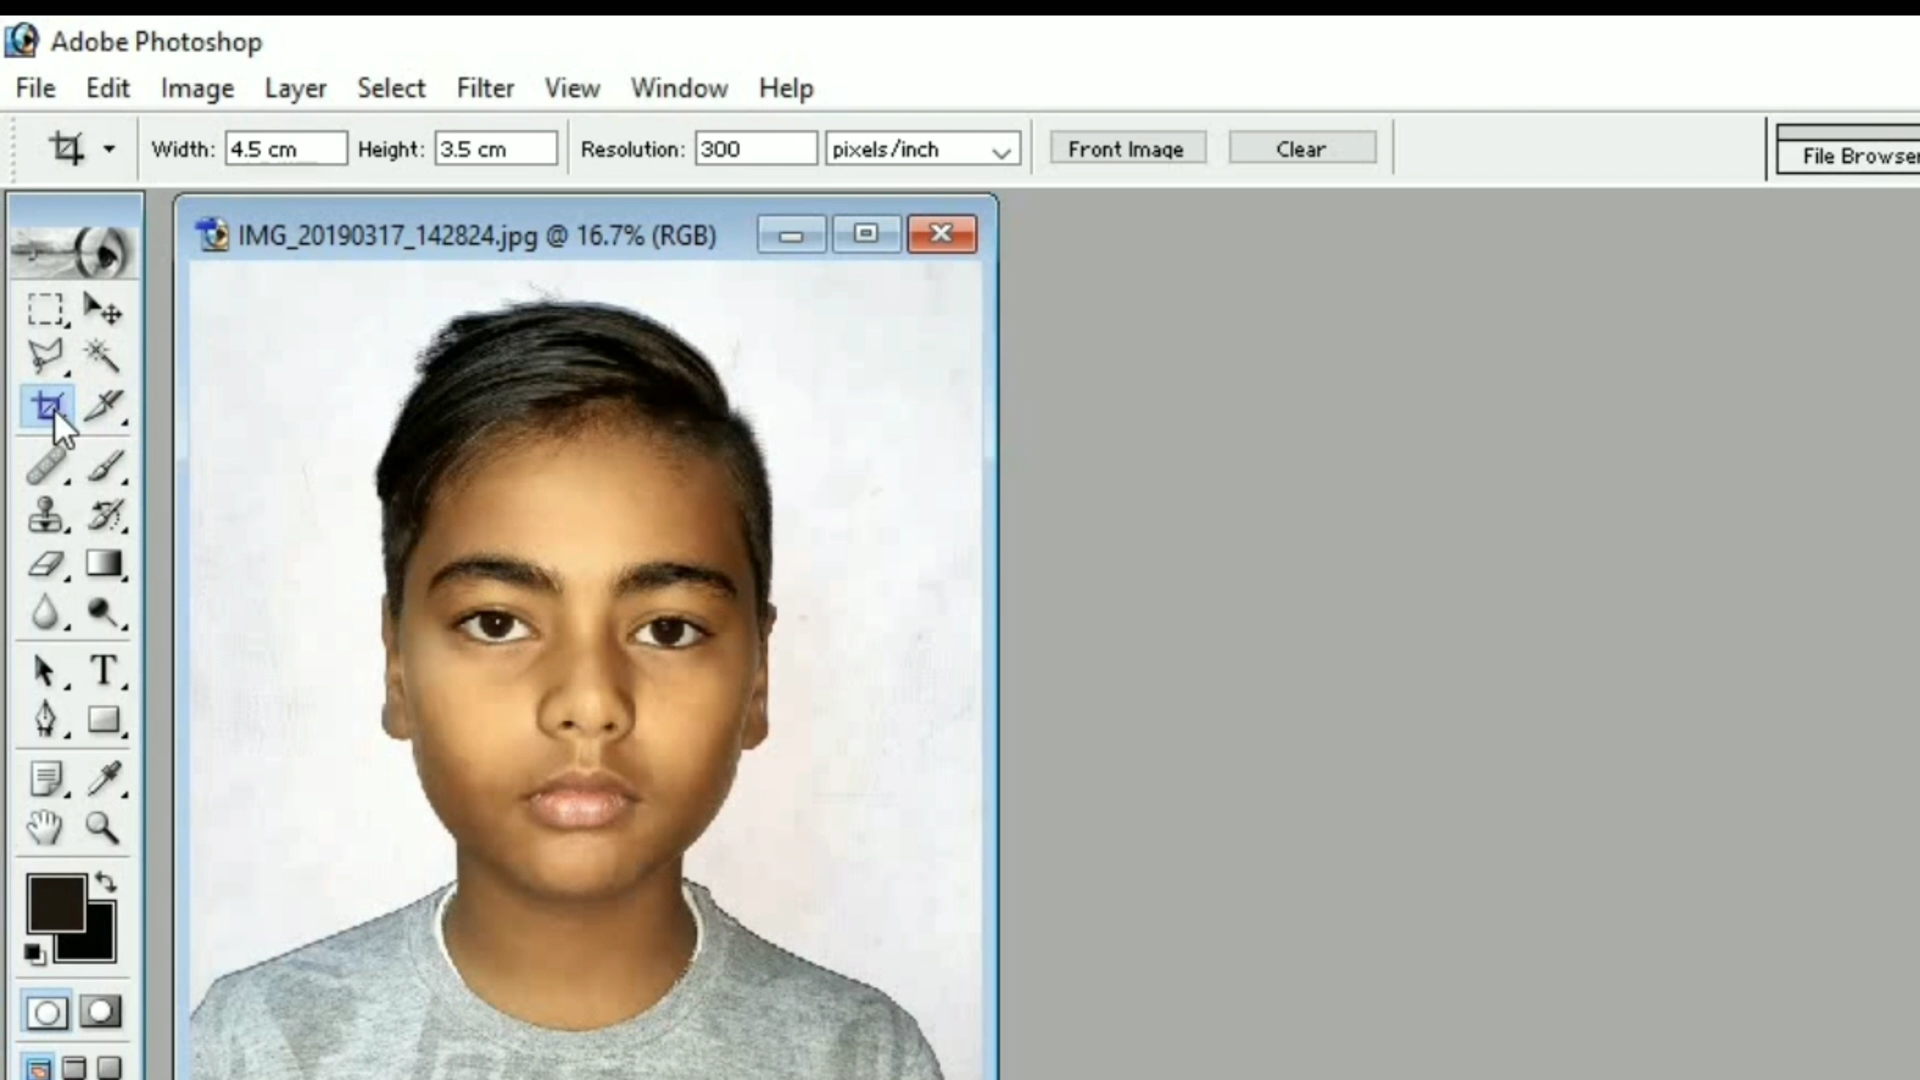 Adobe Photoshop
File Edit Image Layer Select Filter View Window Help
Width: 4.5 cm Height: 3.5 cm Resolution: 300 pixels/inch Front Image Clear File Browser
IMG_20190317_142824.jpg @ 16.7% (RGB)
T